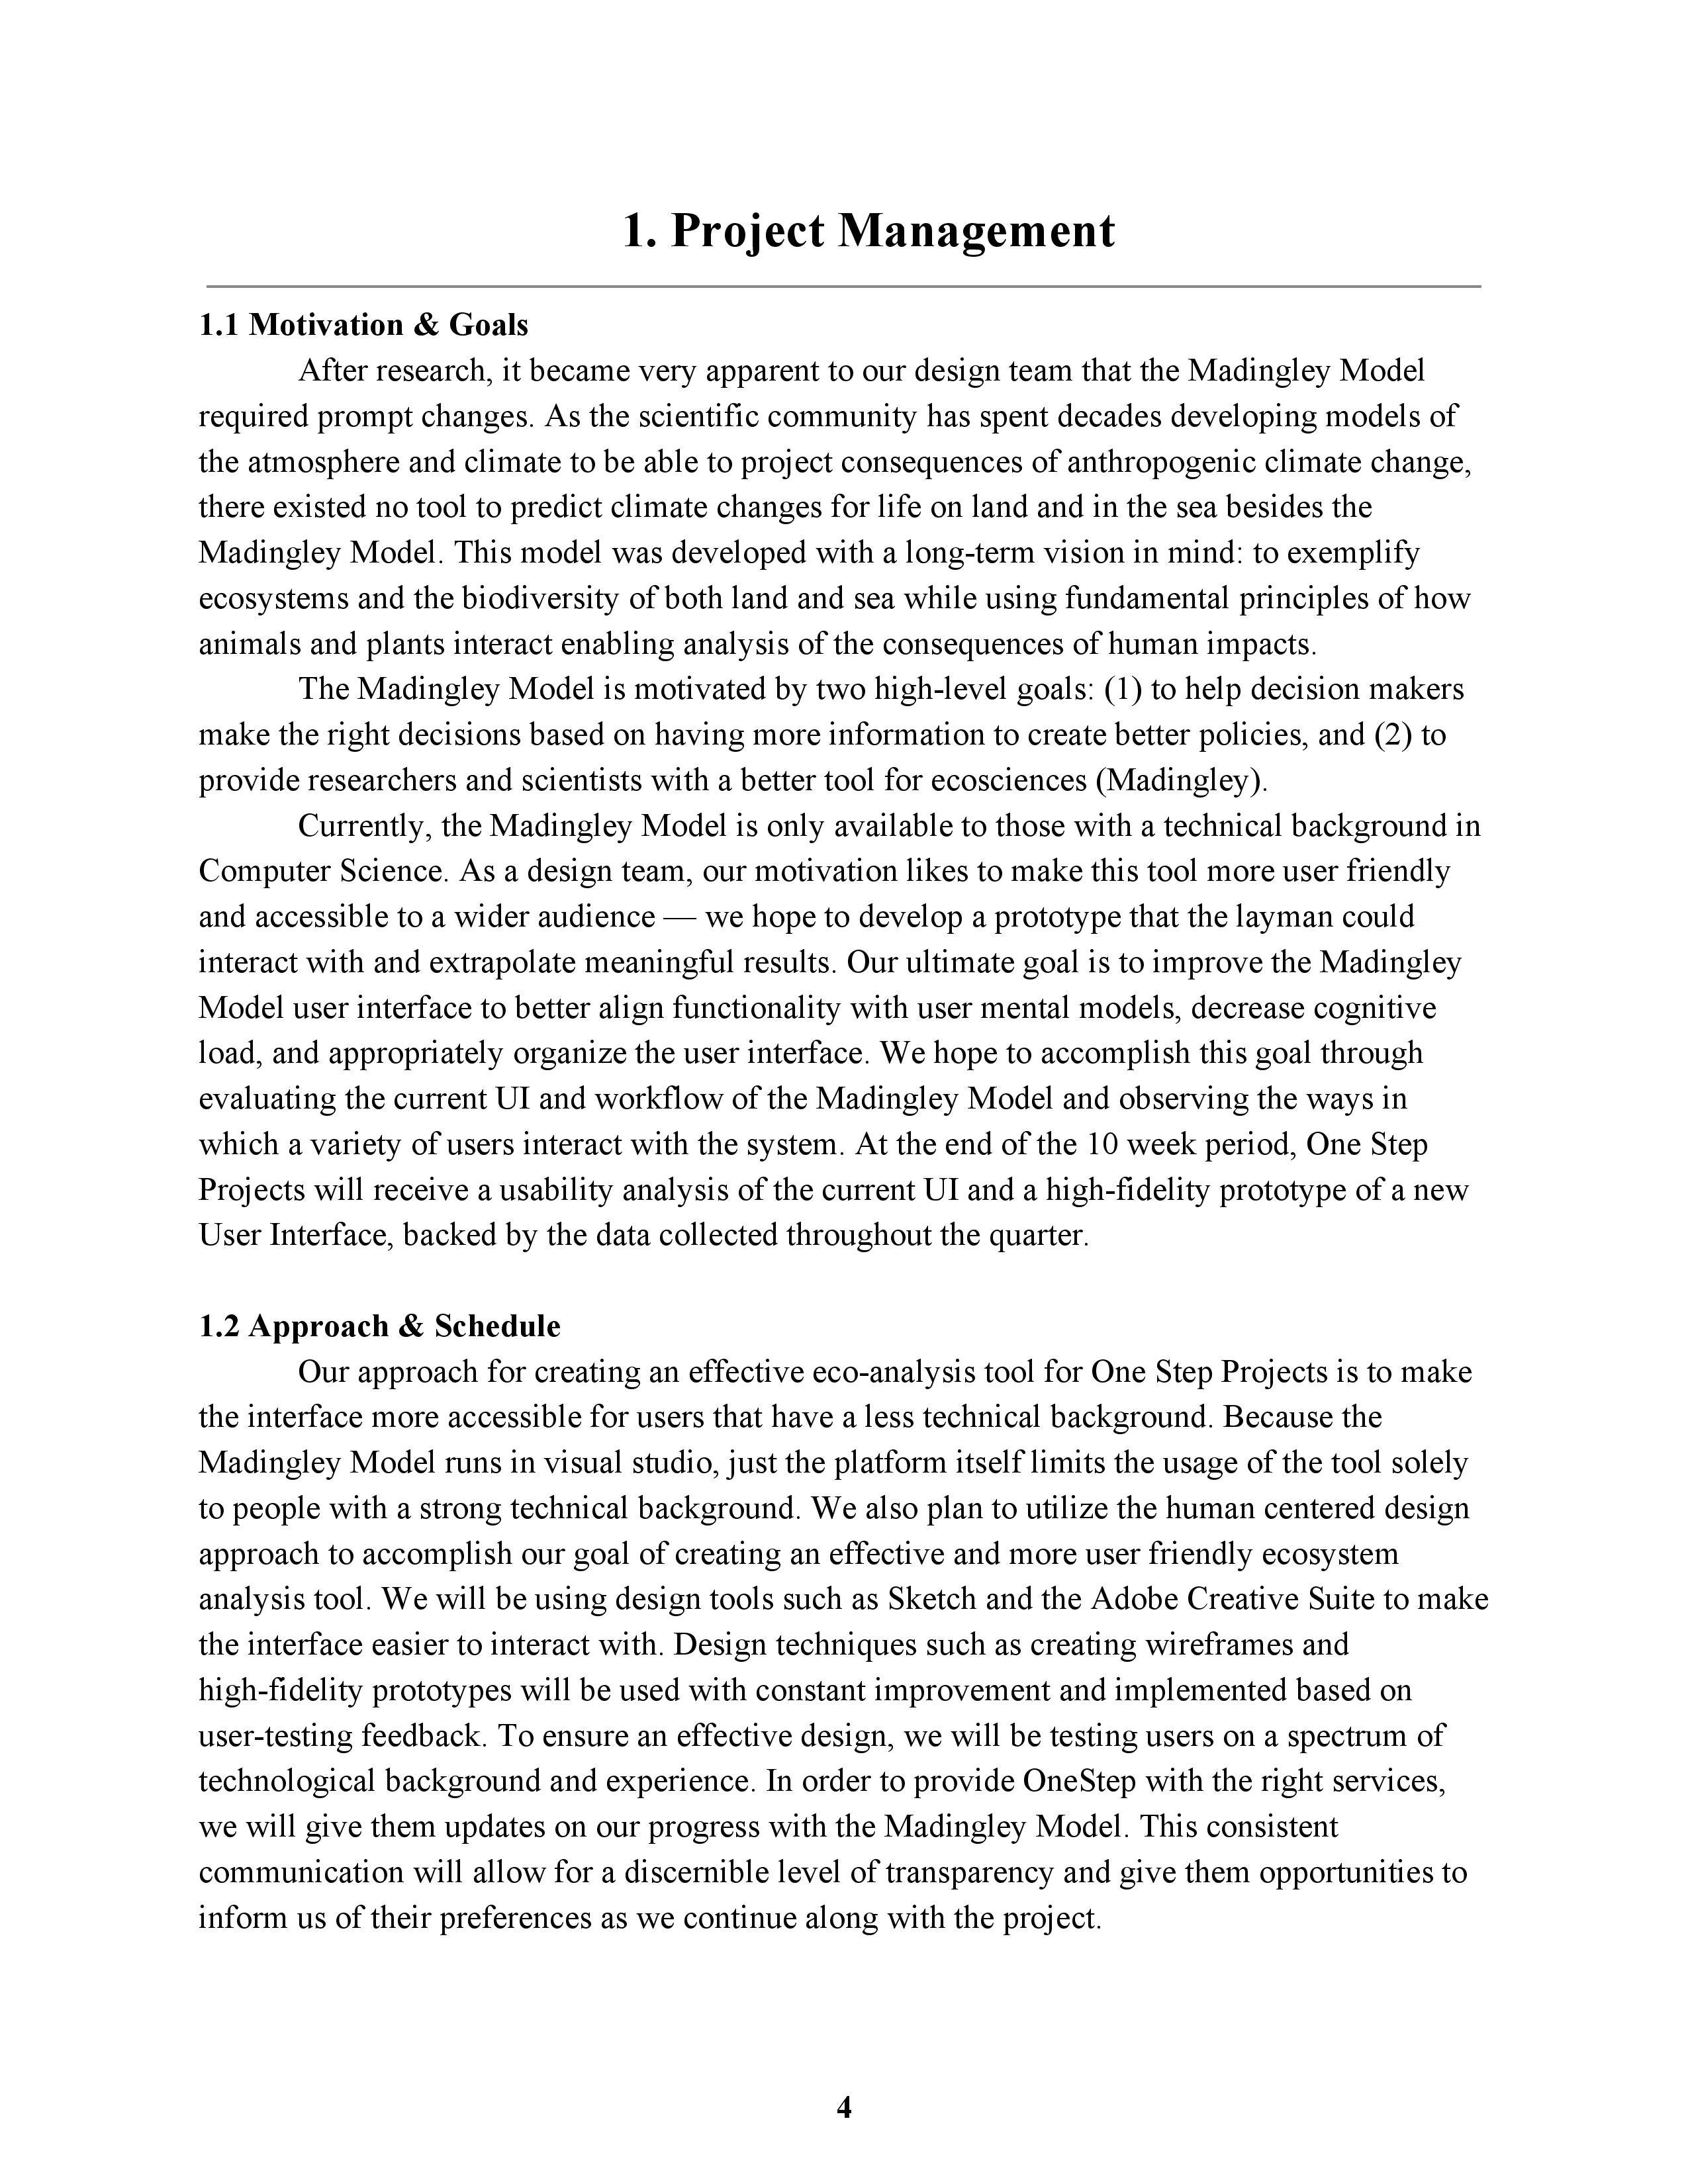 1. Project Management
1.1 Motivation & Goals
After research, it became very apparent to our design team that the Madingley Model
required prompt changes. As the scientific community has spent decades developing models of
the atmosphere and climate to be able to project consequences of anthropogenic climate change,
there existed no tool to predict climate changes for life on land and in the sea besides the
Madingley Model. This model was developed with a long-term vision in mind: to exemplify
ecosystems and the biodiversity of both land and sea while using fundamental principles of how
animals and plants interact enabling analysis of the consequences of human impacts.
The Madingley Model is motivated by two high-level goals: (1) to help decision makers
make the right decisions based on having more information to create better policies, and (2) to
provide researchers and scientists with a better tool for ecosciences (Madingley).
Currently, the Madingley Model is only available to those with a technical background in
Computer Science. As a design team, our motivation likes to make this tool more user friendly
and accessible to a wider audience — we hope to develop a prototype that the layman could
interact with and extrapolate meaningful results. Our ultimate goal is to improve the Madingley
Model user interface to better align functionality with user mental models, decrease cognitive
load, and appropriately organize the user interface. We hope to accomplish this goal through
evaluating the current UI and workflow of the Madingley Model and observing the ways in
which a variety of users interact with the system. At the end of the 10 week period, One Step
Projects will receive a usability analysis of the current UI and a high-fidelity prototype of a new
User Interface, backed by the data collected throughout the quarter.
1.2 Approach & Schedule
Our approach for creating an effective eco-analysis tool for One Step Projects is to make
the interface more accessible for users that have a less technical background. Because the
Madingley Model runs in visual studio, just the platform itself limits the usage of the tool solely
to people with a strong technical background. We also plan to utilize the human centered design
approach to accomplish our goal of creating an effective and more user friendly ecosystem
analysis tool. We will be using design tools such as Sketch and the Adobe Creative Suite to make
the interface easier to interact with. Design techniques such as creating wireframes and
high-fidelity prototypes will be used with constant improvement and implemented based on
user-testing feedback. To ensure an effective design, we will be testing users on a spectrum of
technological background and experience. In order to provide OneStep with the right services,
we will give them updates on our progress with the Madingley Model. This consistent
communication will allow for a discernible level of transparency and give them opportunities to
inform us of their preferences as we continue along with the project.
4